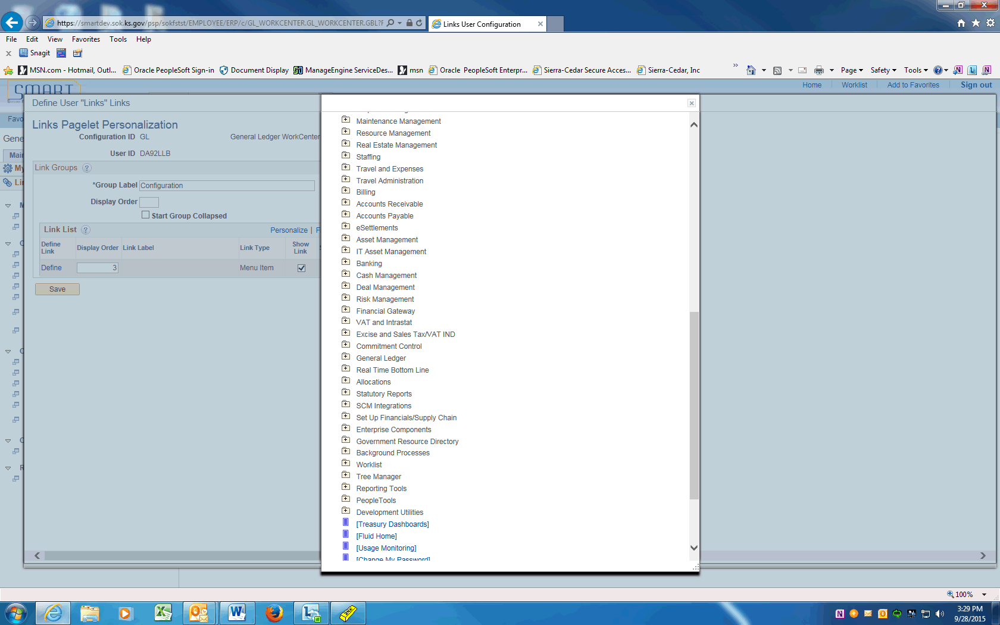 https://smartdev.sok.ks.gov/psp/sokfstst/EMPLOYEE/ERP/c/GL_WORKCENTER.GL_WORKCENTER.GBL?F
Links User Configuration
File Edit View Favorites Tools Help
Snagit
MSN.com - Hotmail, Outl... Oracle PeopleSoft Sign-in Document Display ManageEngine ServiceDes... msn Oracle PeopleSoft Enterpr... Sierra-Cedar Secure Acces... Sierra-Cedar, Inc
Page Safety Tools
SMART
Home Worklist Add to Favorites Sign out
Define User "Links" Links
Favo
Links Pagelet Personalization
Configuration ID GL General Ledger WorkCenter
Gene
User ID DA92LLB
Main
My
Link Groups
Lin
*Group Label Configuration
Display Order
Start Group Collapsed
Link List Personalize | F
Define Link Display Order Link Label Link Type Show Link
Define 3 Menu Item
Save
Maintenance Management
Resource Management
Real Estate Management
Staffing
Travel and Expenses
Travel Administration
Billing
Accounts Receivable
Accounts Payable
eSettlements
Asset Management
IT Asset Management
Banking
Cash Management
Deal Management
Risk Management
Financial Gateway
VAT and Intrastat
Excise and Sales Tax/VAT IND
Commitment Control
General Ledger
Real Time Bottom Line
Allocations
Statutory Reports
SCM Integrations
Set Up Financials/Supply Chain
Enterprise Components
Government Resource Directory
Background Processes
Worklist
Tree Manager
Reporting Tools
PeopleTools
Development Utilities
[Treasury Dashboards]
[Fluid Home]
[Usage Monitoring]
[Change My Password]
100%
3:29 PM
9/28/2015